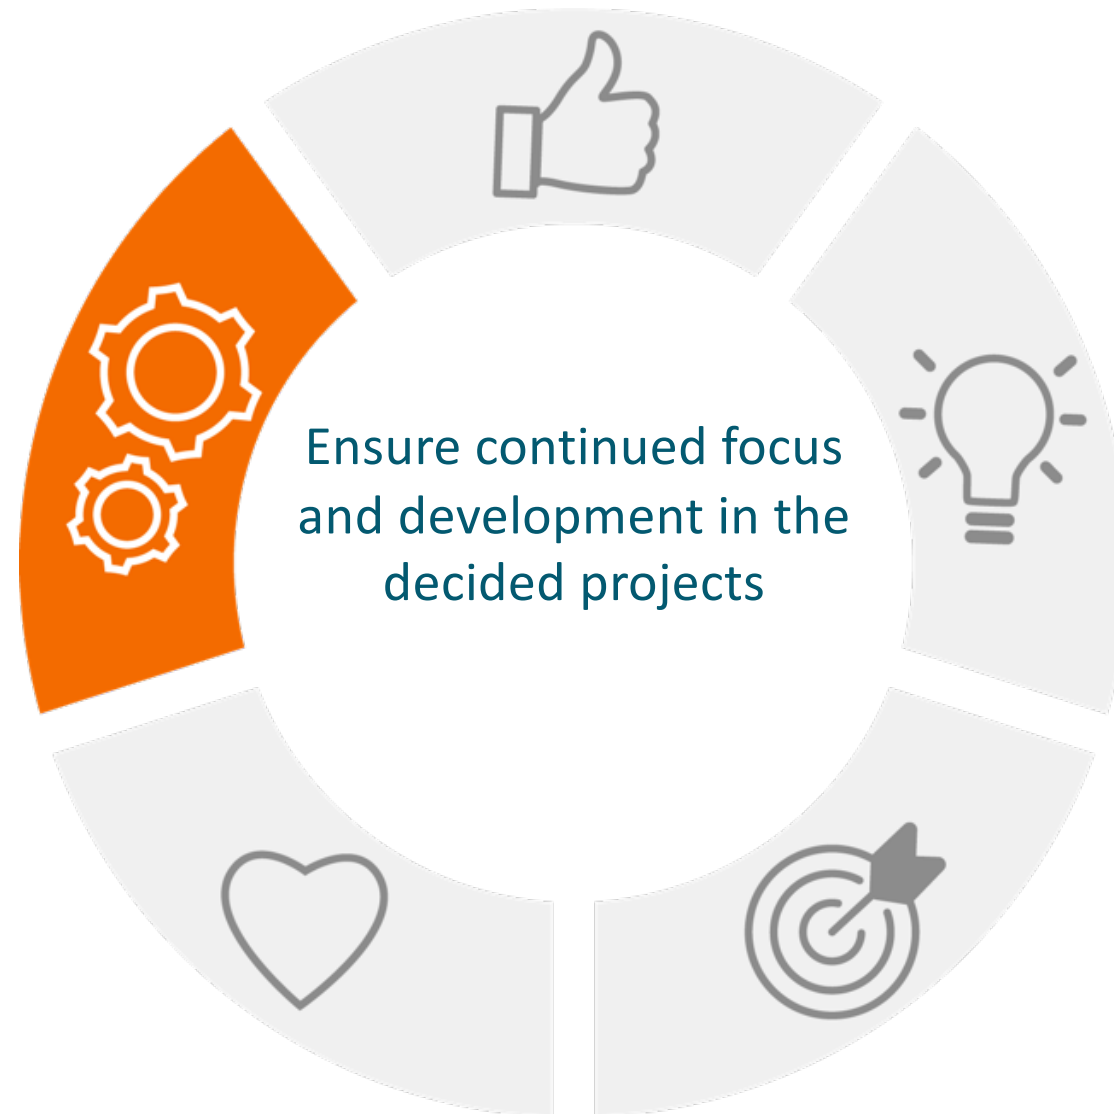 Ensure continued focus
and development in the
decided projects